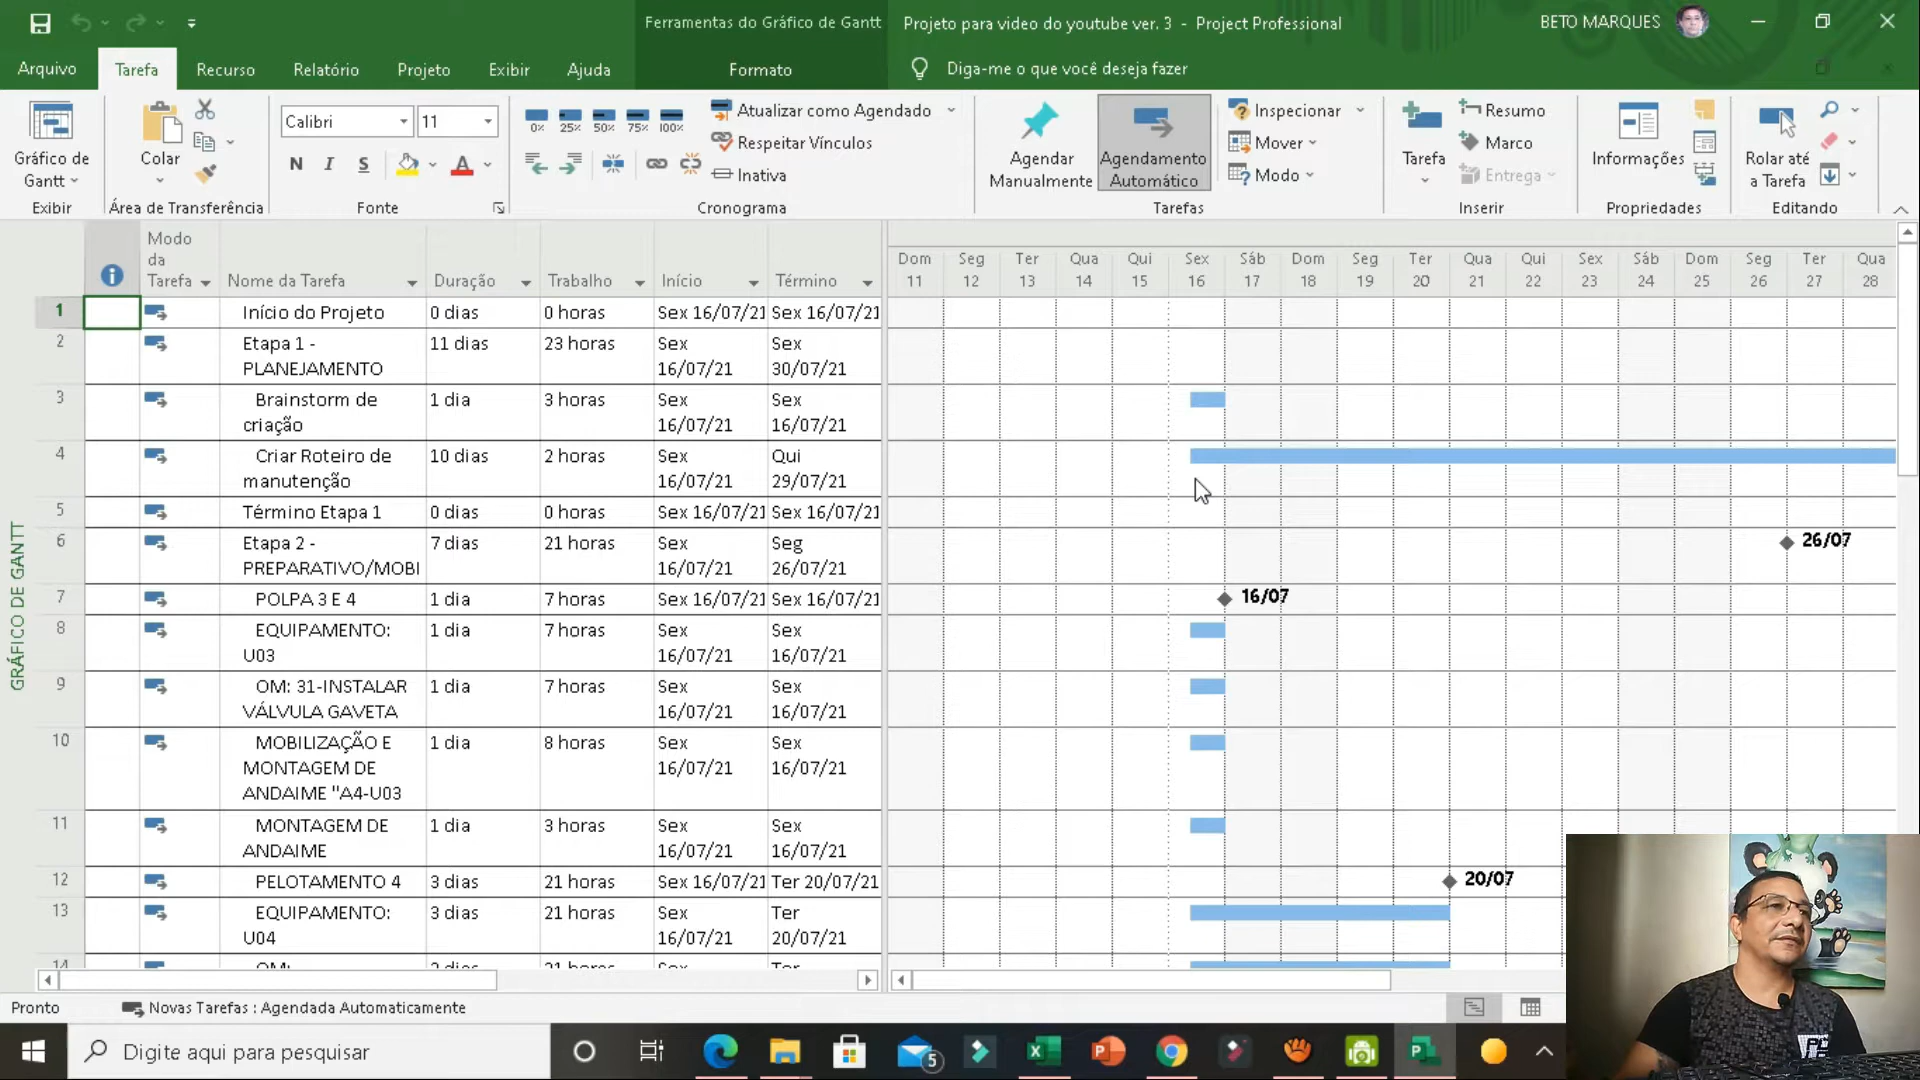 Ferramentas do Gráfico de Gantt
Projeto para video do youtube ver. 3 - Project Professional
BETO MARQUES
Arquivo
Tarefa
Recurso
Relatório
Projeto
Exibir
Ajuda
Formato
Diga-me o que você deseja fazer
Gráfico de
Gantt
Exibir
Colar
Área de Transferência
Calibri
11
N I S
A
Fonte
0% 25% 50% 75% 100%
Atualizar como Agendado
Respeitar Vínculos
Inativa
Cronograma
Agendar
Manualmente
Agendamento
Automático
Inspecionar
Mover
Modo
Tarefas
Tarefa
Resumo
Marco
Entrega
Inserir
Informações
Propriedades
Rolar até
a Tarefa
Editando
Modo
da
Tarefa
Nome da Tarefa
Duração
Trabalho
Início
Término
Dom Seg Ter Qua Qui Sex Sáb Dom Seg Ter Qua Qui Sex Sáb Dom Seg Ter Qua
11 12 13 14 15 16 17 18 19 20 21 22 23 24 25 26 27 28
1 Início do Projeto 0 dias 0 horas Sex 16/07/21 Sex 16/07/21
2 Etapa 1 - 11 dias 23 horas Sex Sex
PLANEJAMENTO 16/07/21 30/07/21
3 Brainstorm de 1 dia 3 horas Sex Sex
criação 16/07/21 16/07/21
4 Criar Roteiro de 10 dias 2 horas Sex Qui
manutenção 16/07/21 29/07/21
5 Término Etapa 1 0 dias 0 horas Sex 16/07/21 Sex 16/07/21
6 Etapa 2 - 7 dias 21 horas Sex Seg 26/07
PREPARATIVO/MOBI 16/07/21 26/07/21
7 POLPA 3 E 4 1 dia 7 horas Sex 16/07/21 Sex 16/07/21 16/07
8 EQUIPAMENTO: 1 dia 7 horas Sex Sex
U03 16/07/21 16/07/21
9 OM: 31-INSTALAR 1 dia 7 horas Sex Sex
VÁLVULA GAVETA 16/07/21 16/07/21
10 MOBILIZAÇÃO E 1 dia 8 horas Sex Sex
MONTAGEM DE 16/07/21 16/07/21
ANDAIME "A4-U03
11 MONTAGEM DE 1 dia 3 horas Sex Sex
ANDAIME 16/07/21 16/07/21
12 PELOTAMENTO 4 3 dias 21 horas Sex 16/07/21 Ter 20/07/21 20/07
13 EQUIPAMENTO: 3 dias 21 horas Sex Ter
U04 16/07/21 20/07/21
GRÁFICO DE GANTT
Pronto
Novas Tarefas : Agendada Automaticamente
Digite aqui para pesquisar
5